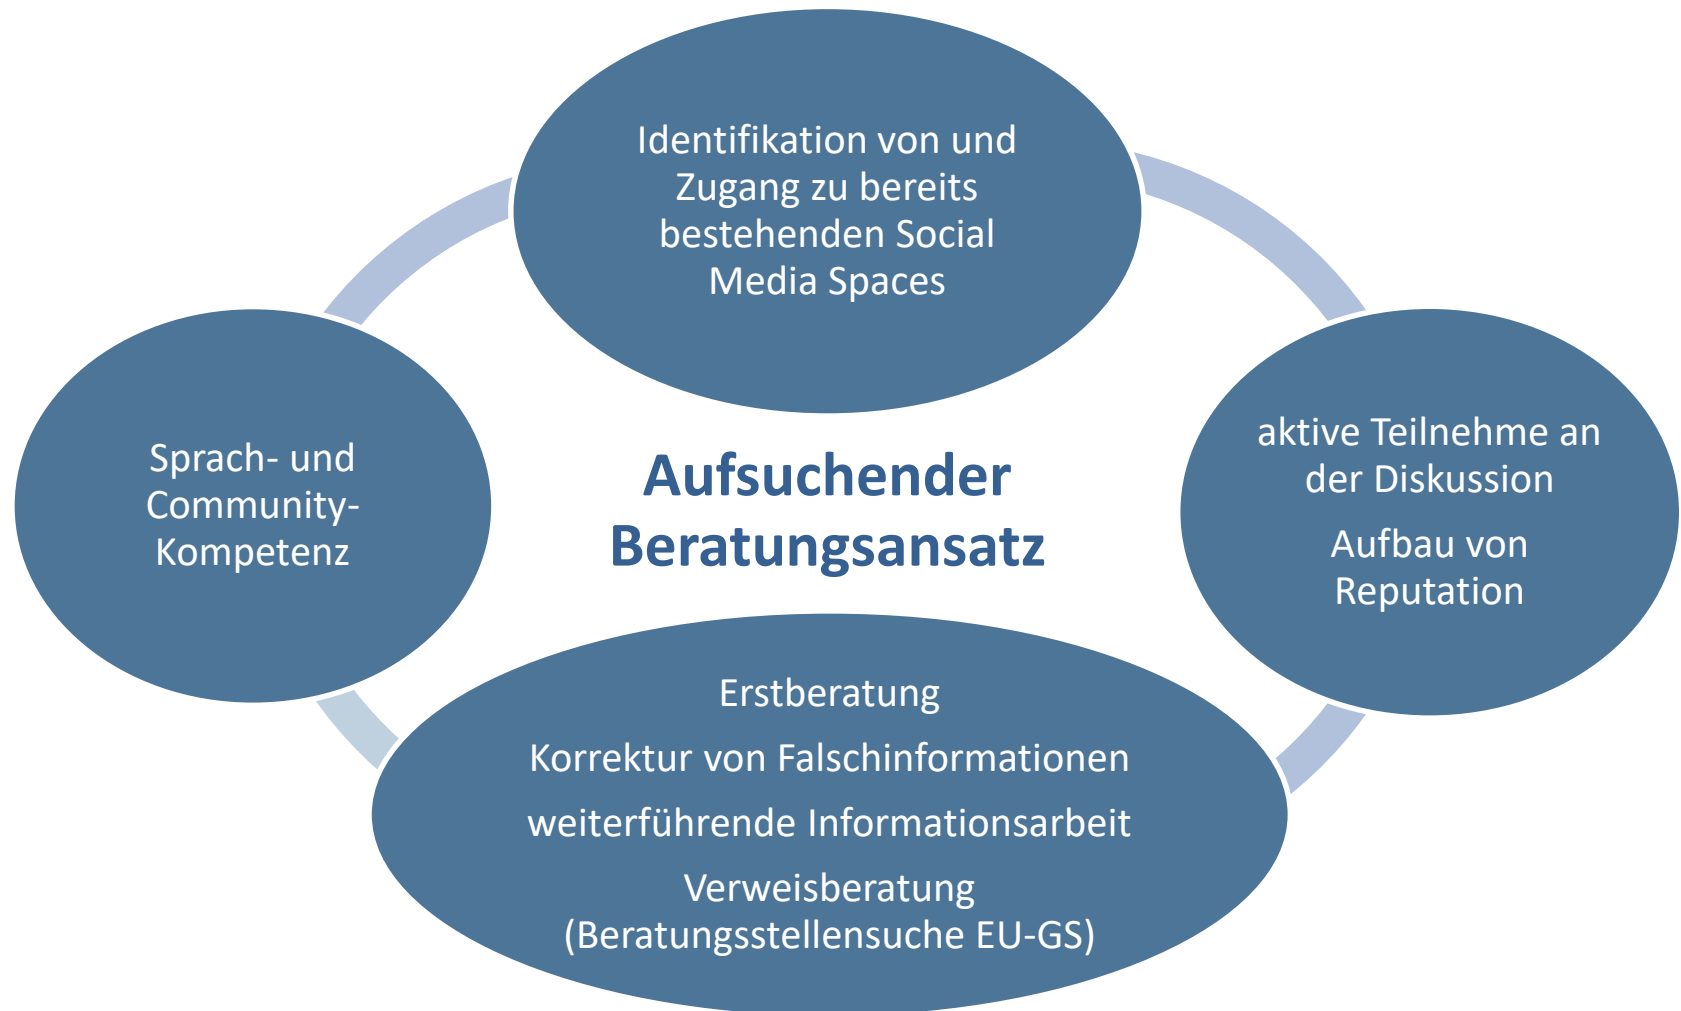 Identifikation von und
Zugang zu bereits
bestehenden Social
Media Spaces
Sprach- und
Community-
Kompetenz
Aufsuchender
Beratungsansatz
aktive Teilnehme an
der Diskussion
Aufbau von
Reputation
Erstberatung
Korrektur von Falschinformationen
weiterführende Informationsarbeit
Verweisberatung
(Beratungsstellensuche EU-GS)